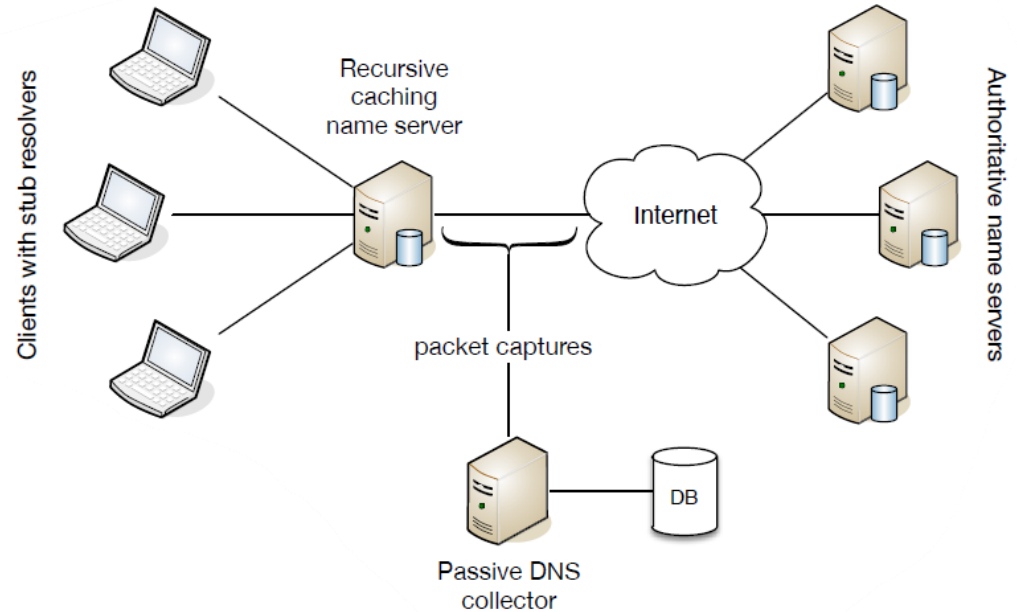 Clients with stub resolvers
Recursive
caching
name server
Internet
Authoritative name servers
packet captures
DB
Passive DNS
collector